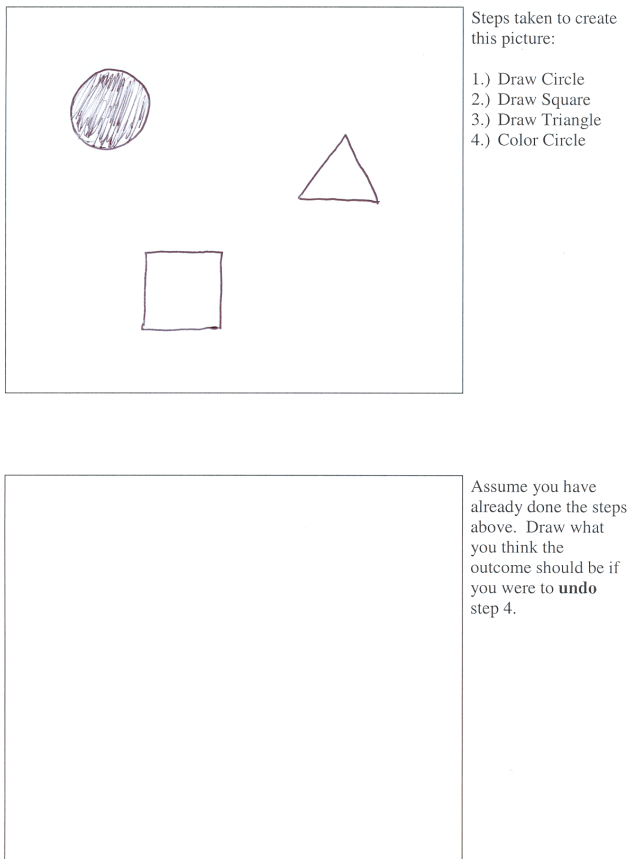 Steps taken to create
this picture:
1.) Draw Circle
2.) Draw Square
3.) Draw Triangle
4.) Color Circle
Assume you have
already done the steps
above. Draw what
you think the
outcome should be if
you were to undo
step 4.